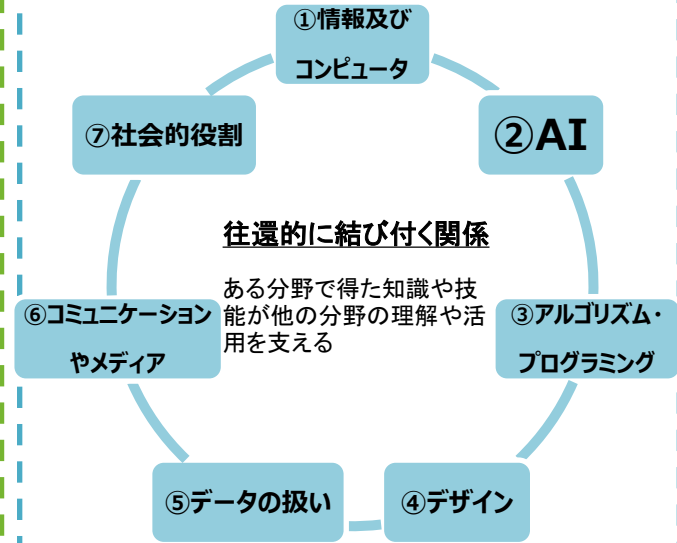 ①情報及び
コンピュータ
②AI
③アルゴリズム・
プログラミング
④デザイン
⑤データの扱い
⑥コミュニケーション
やメディア
⑦社会的役割
往還的に結び付く関係
ある分野で得た知識や技
能が他の分野の理解や活
用を支える